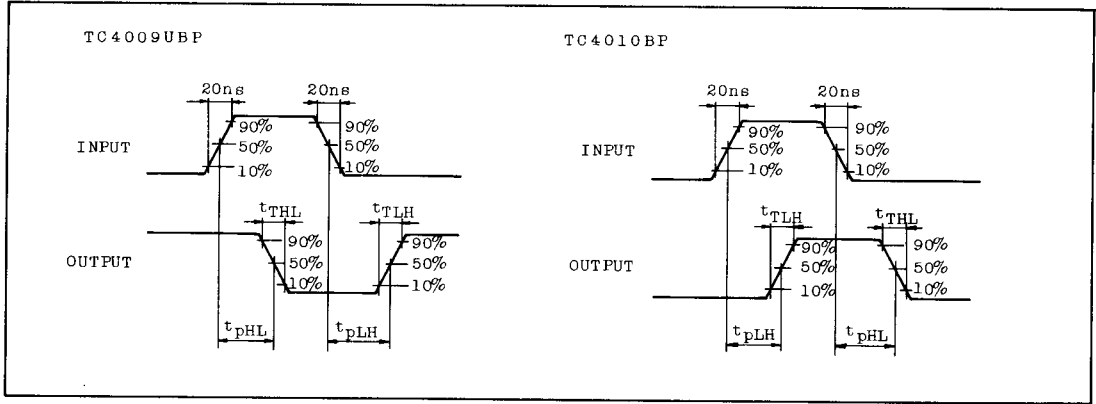 TC4009UBP
20ns 20ns
INPUT
90% 90%
50% 50%
10% 10%
tTHL tTLH
OUTPUT
90% 90%
50% 50%
10% 10%
tpHL tpLH
TC4010BP
20ns 20ns
INPUT
90% 90%
50% 50%
10% 10%
tTLH tTHL
OUTPUT
90% 90%
50% 50%
10% 10%
tpLH tpHL